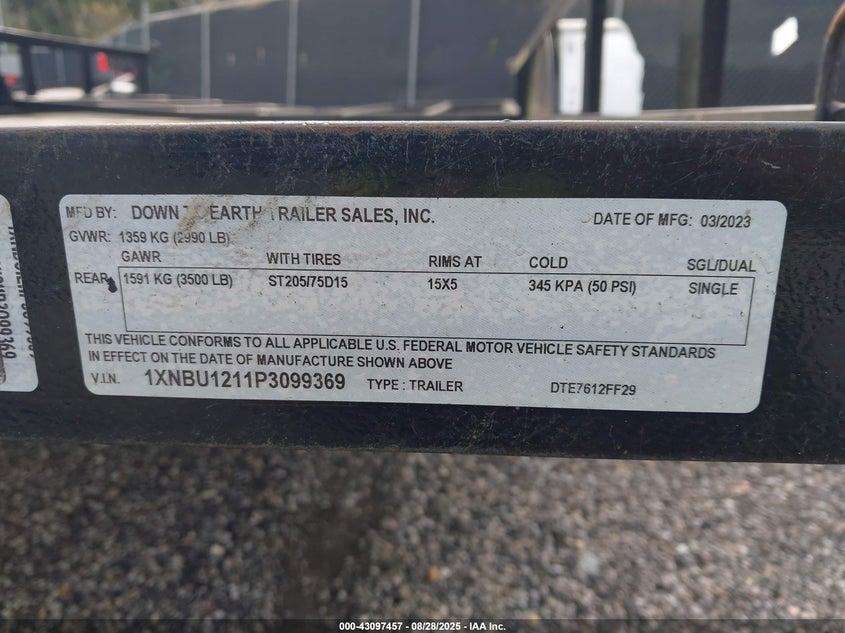 MFD BY: DOWN TO EARTH TRAILER SALES, INC. DATE OF MFG: 03/2023
GVWR: 1359 KG (2990 LB)
GAWR WITH TIRES RIMS AT COLD SGL/DUAL
REAR 1591 KG (3500 LB) ST205/75D15 15X5 345 KPA (50 PSI) SINGLE
THIS VEHICLE CONFORMS TO ALL APPLICABLE U.S. FEDERAL MOTOR VEHICLE SAFETY STANDARDS
IN EFFECT ON THE DATE OF MANUFACTURE SHOWN ABOVE
V.I.N. 1XNBU1211P3099369 TYPE : TRAILER DTE7612FF29
000-43097457 - 08/28/2025 - IAA Inc.